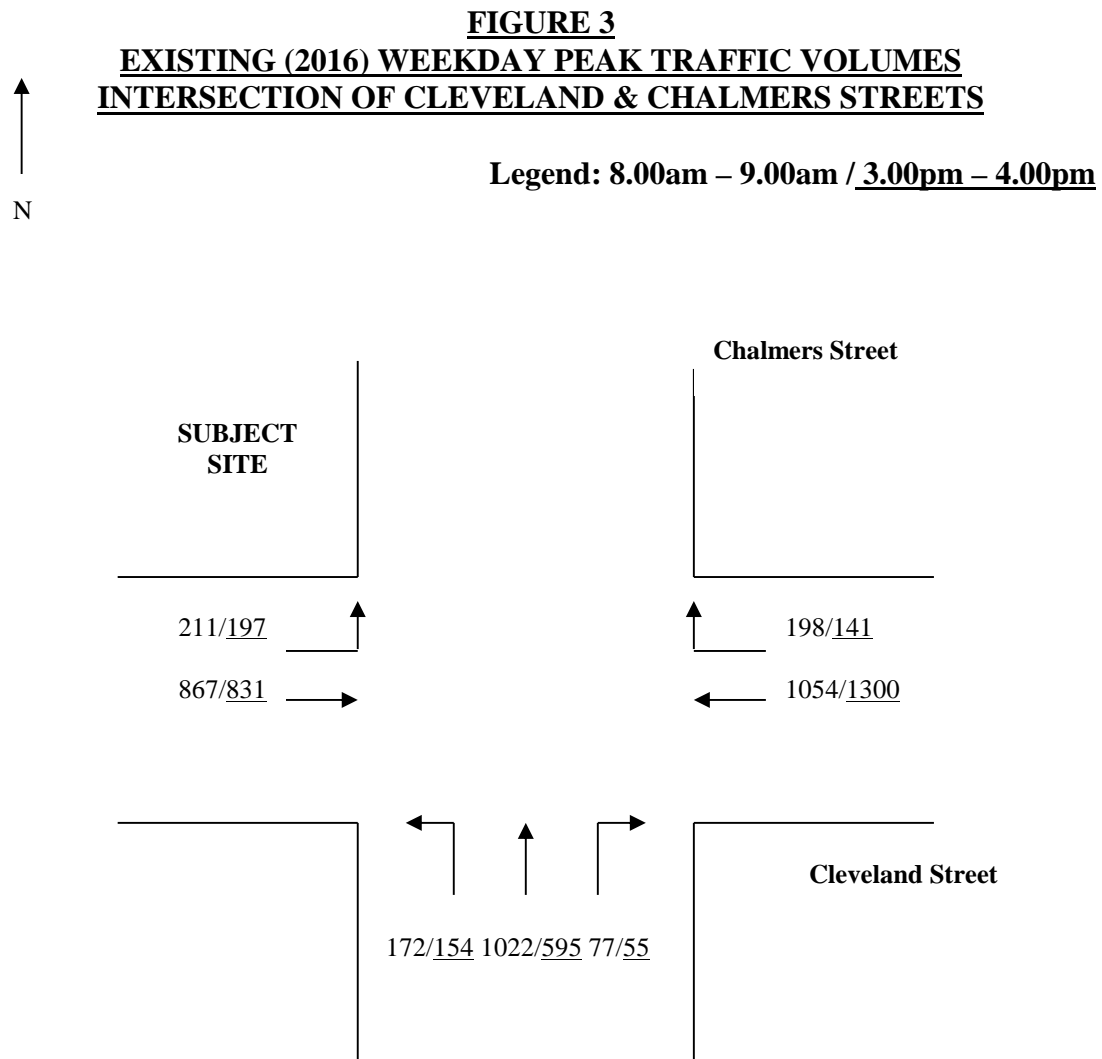 FIGURE 3
EXISTING (2016) WEEKDAY PEAK TRAFFIC VOLUMES
INTERSECTION OF CLEVELAND & CHALMERS STREETS
Legend: 8.00am – 9.00am / 3.00pm – 4.00pm
N
Chalmers Street
SUBJECT
SITE
211/197
198/141
867/831
1054/1300
Cleveland Street
172/154 1022/595 77/55